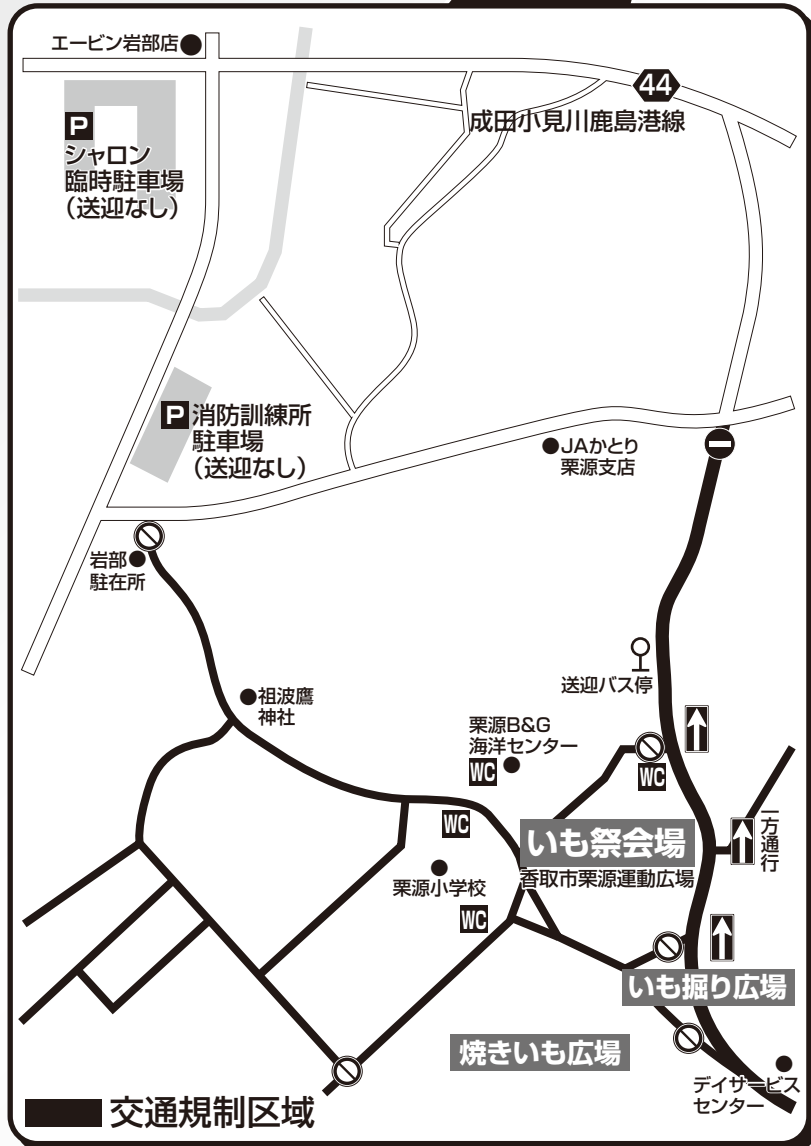 エービン岩部店
44
成田小見川鹿島港線
P
シャロン
臨時駐車場
(送迎なし)
P
消防訓練所
駐車場
(送迎なし)
JAかとり
栗源支店
岩部
駐在所
送迎バス停
祖波鷹
神社
栗源B&G
海洋センター
WC
WC
WC
いも祭会場
香取市栗源運動広場
一方通行
栗源小学校
WC
いも掘り広場
焼きいも広場
デイサービス
センター
交通規制区域